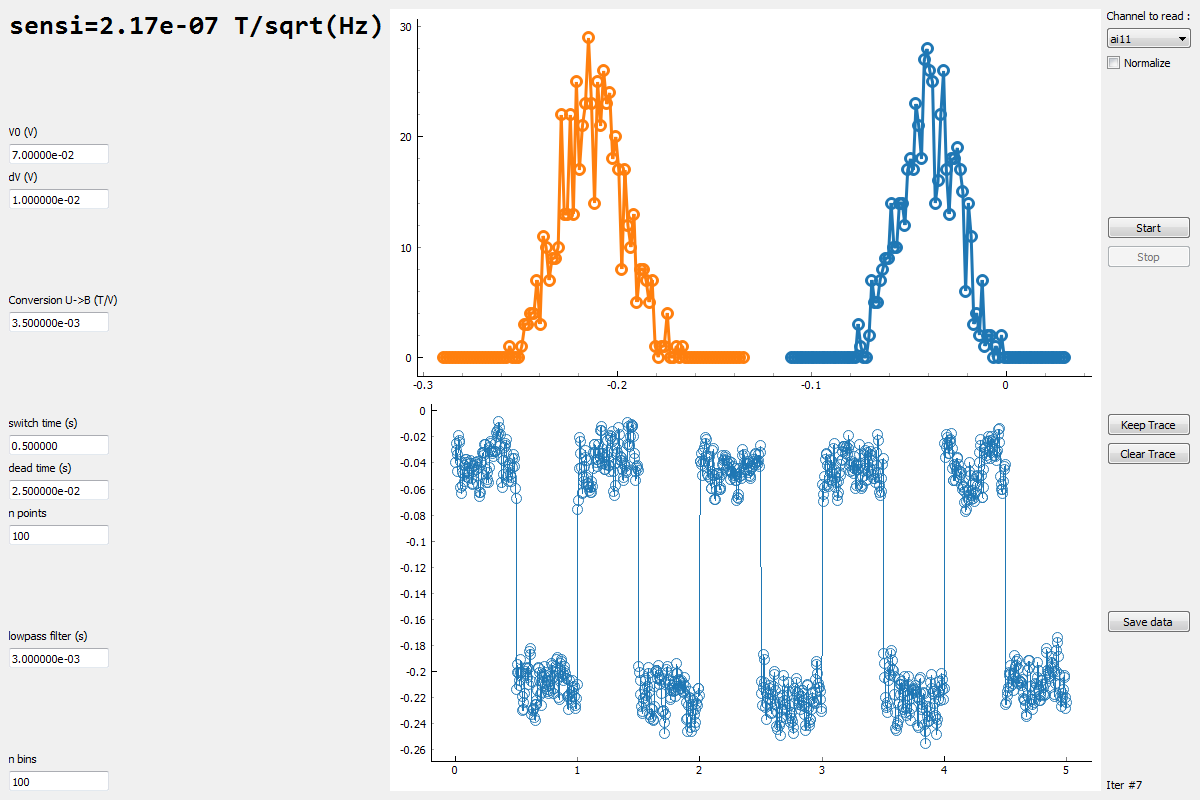 sensi=2.17e-07 T/sqrt(Hz)
V0 (V)
7.00000e-02
dV (V)
1.000000e-02
Conversion U->B (T/V)
3.500000e-03
switch time (s)
0.500000
dead time (s)
2.500000e-02
n points
100
lowpass filter (s)
3.000000e-03
n bins
100
30
20
10
0
-0.3
-0.2
-0.1
0
0
-0.02
-0.04
-0.06
-0.08
-0.1
-0.12
-0.14
-0.16
-0.18
-0.2
-0.22
-0.24
-0.26
0
1
2
3
4
5
Channel to read :
ai11
Normalize
Start
Stop
Keep Trace
Clear Trace
Save data
Iter #7